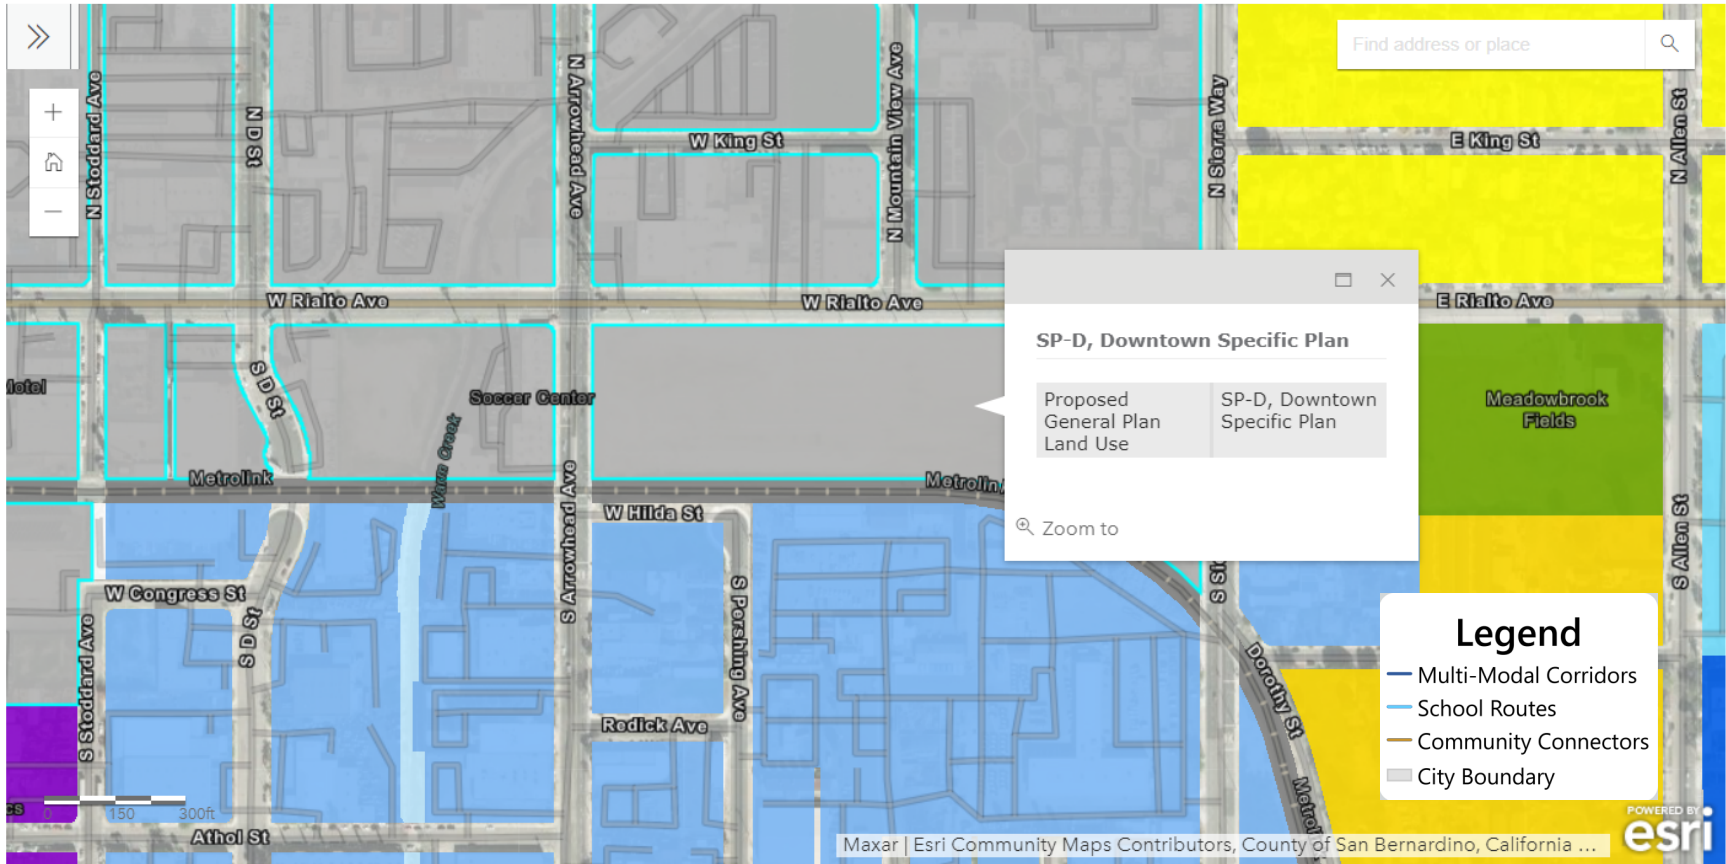 Find address or place
N Stoddard Ave
N D St
N Arrowhead Ave
W King St
N Mountain View Ave
N Sierra Way
E King St
N Allen St
W Rialto Ave
W Rialto Ave
E Rialto Ave
SP-D, Downtown Specific Plan
Proposed
General Plan
Land Use
SP-D, Downtown
Specific Plan
Zoom to
Motel
S D St
Soccer Center
Warm Creek
Meadowbrook
Fields
Metrolink
Metrolin
W Hilda St
S Arrowhead Ave
S Pershing Ave
S Si
S Allen St
W Congress St
S D St
S Stoddard Ave
Redick Ave
Dorothy St
Metrol
Legend
Multi-Modal Corridors
School Routes
Community Connectors
City Boundary
cs
0 150 300ft
Athol St
Maxar | Esri Community Maps Contributors, County of San Bernardino, California ...
POWERED BY
esri